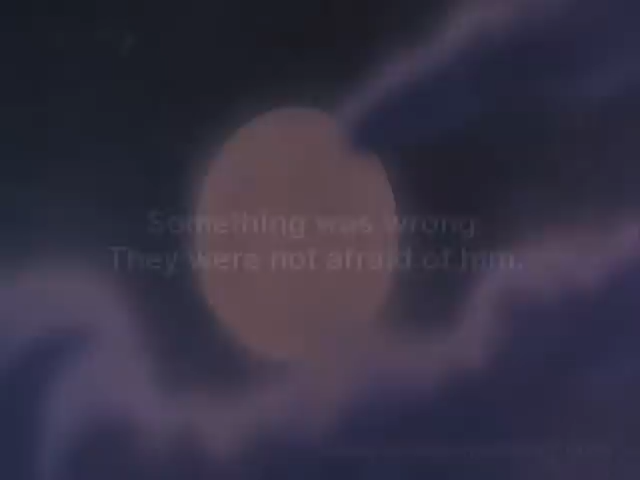 Something was wrong.
They were not afraid of him.